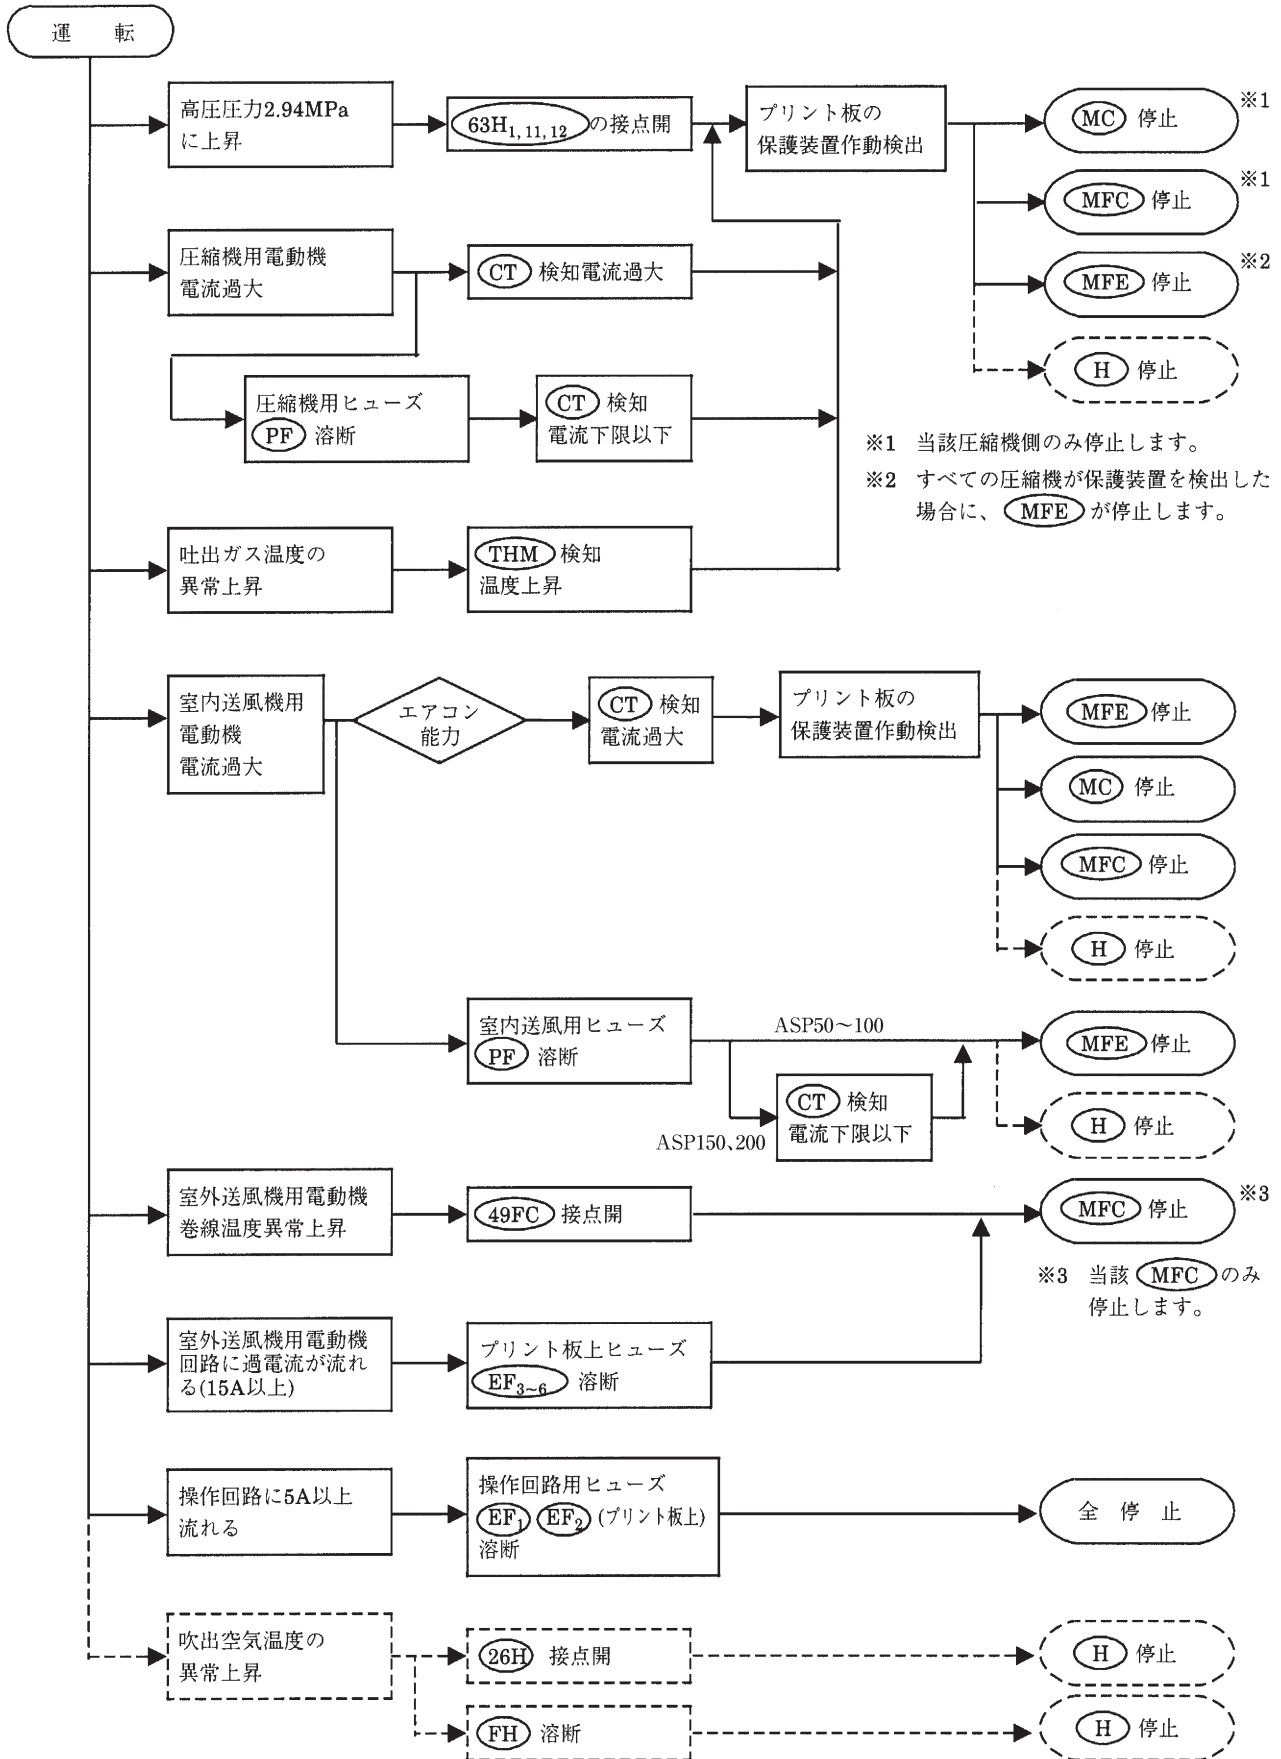 運 転
高圧圧力2.94MPa
に上昇
63H1, 11, 12 の接点開
プリント板の
保護装置作動検出
MC 停止 ※1
MFC 停止 ※1
MFE 停止 ※2
H 停止
圧縮機用電動機
電流過大
CT 検知電流過大
圧縮機用ヒューズ
PF 溶断
CT 検知
電流下限以下
※1 当該圧縮機側のみ停止します。
※2 すべての圧縮機が保護装置を検出した
場合に、 MFE が停止します。
吐出ガス温度の
異常上昇
THM 検知
温度上昇
室内送風機用
電動機
電流過大
エアコン
能力
CT 検知
電流過大
プリント板の
保護装置作動検出
MFE 停止
MC 停止
MFC 停止
H 停止
室内送風用ヒューズ
PF 溶断
ASP50～100
CT 検知
電流下限以下
ASP150、200
MFE 停止
H 停止
室外送風機用電動機
巻線温度異常上昇
49FC 接点開
MFC 停止 ※3
※3 当該 MFC のみ
停止します。
室外送風機用電動機
回路に過電流が流れ
る(15A以上)
プリント板上ヒューズ
EF3~6 溶断
操作回路に5A以上
流れる
操作回路用ヒューズ
EF1 EF2 (プリント板上)
溶断
全 停 止
吹出空気温度の
異常上昇
26H 接点開
H 停止
FH 溶断
H 停止